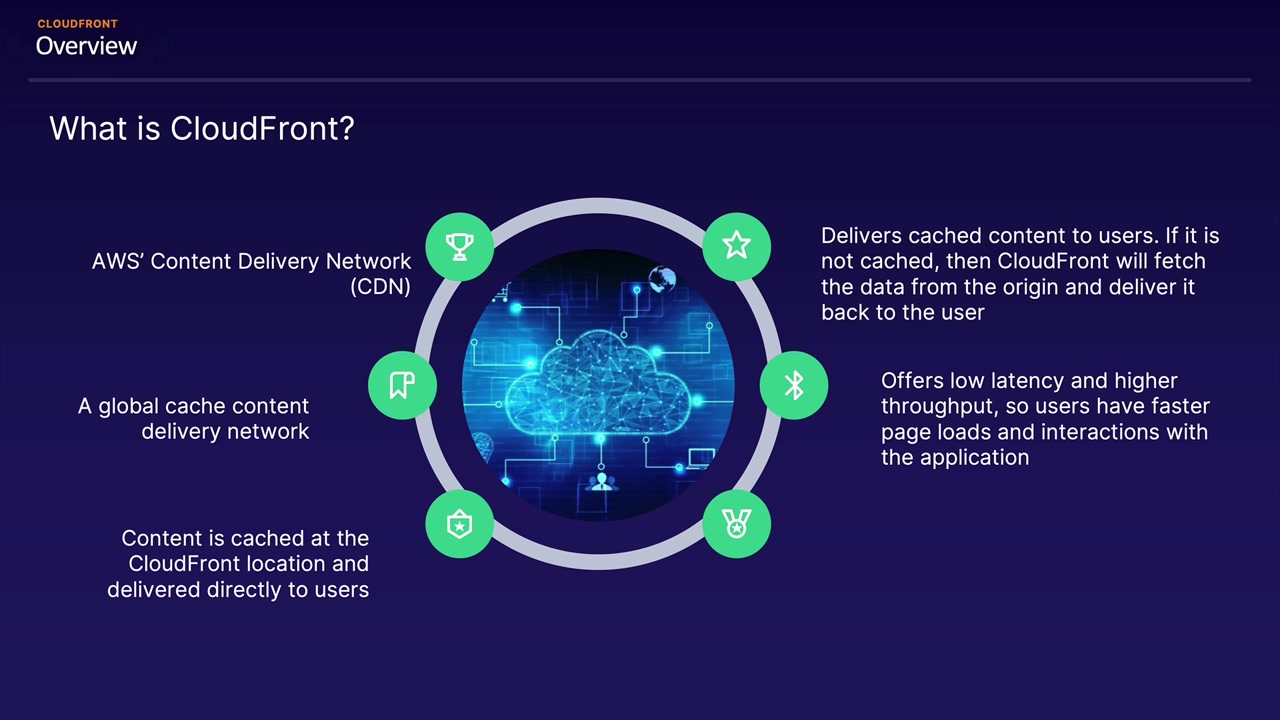 CLOUDFRONT
Overview
What is CloudFront?
AWS’ Content Delivery Network
(CDN)
A global cache content
delivery network
Content is cached at the
CloudFront location and
delivered directly to users
Delivers cached content to users. If it is
not cached, then CloudFront will fetch
the data from the origin and deliver it
back to the user
Offers low latency and higher
throughput, so users have faster
page loads and interactions with
the application